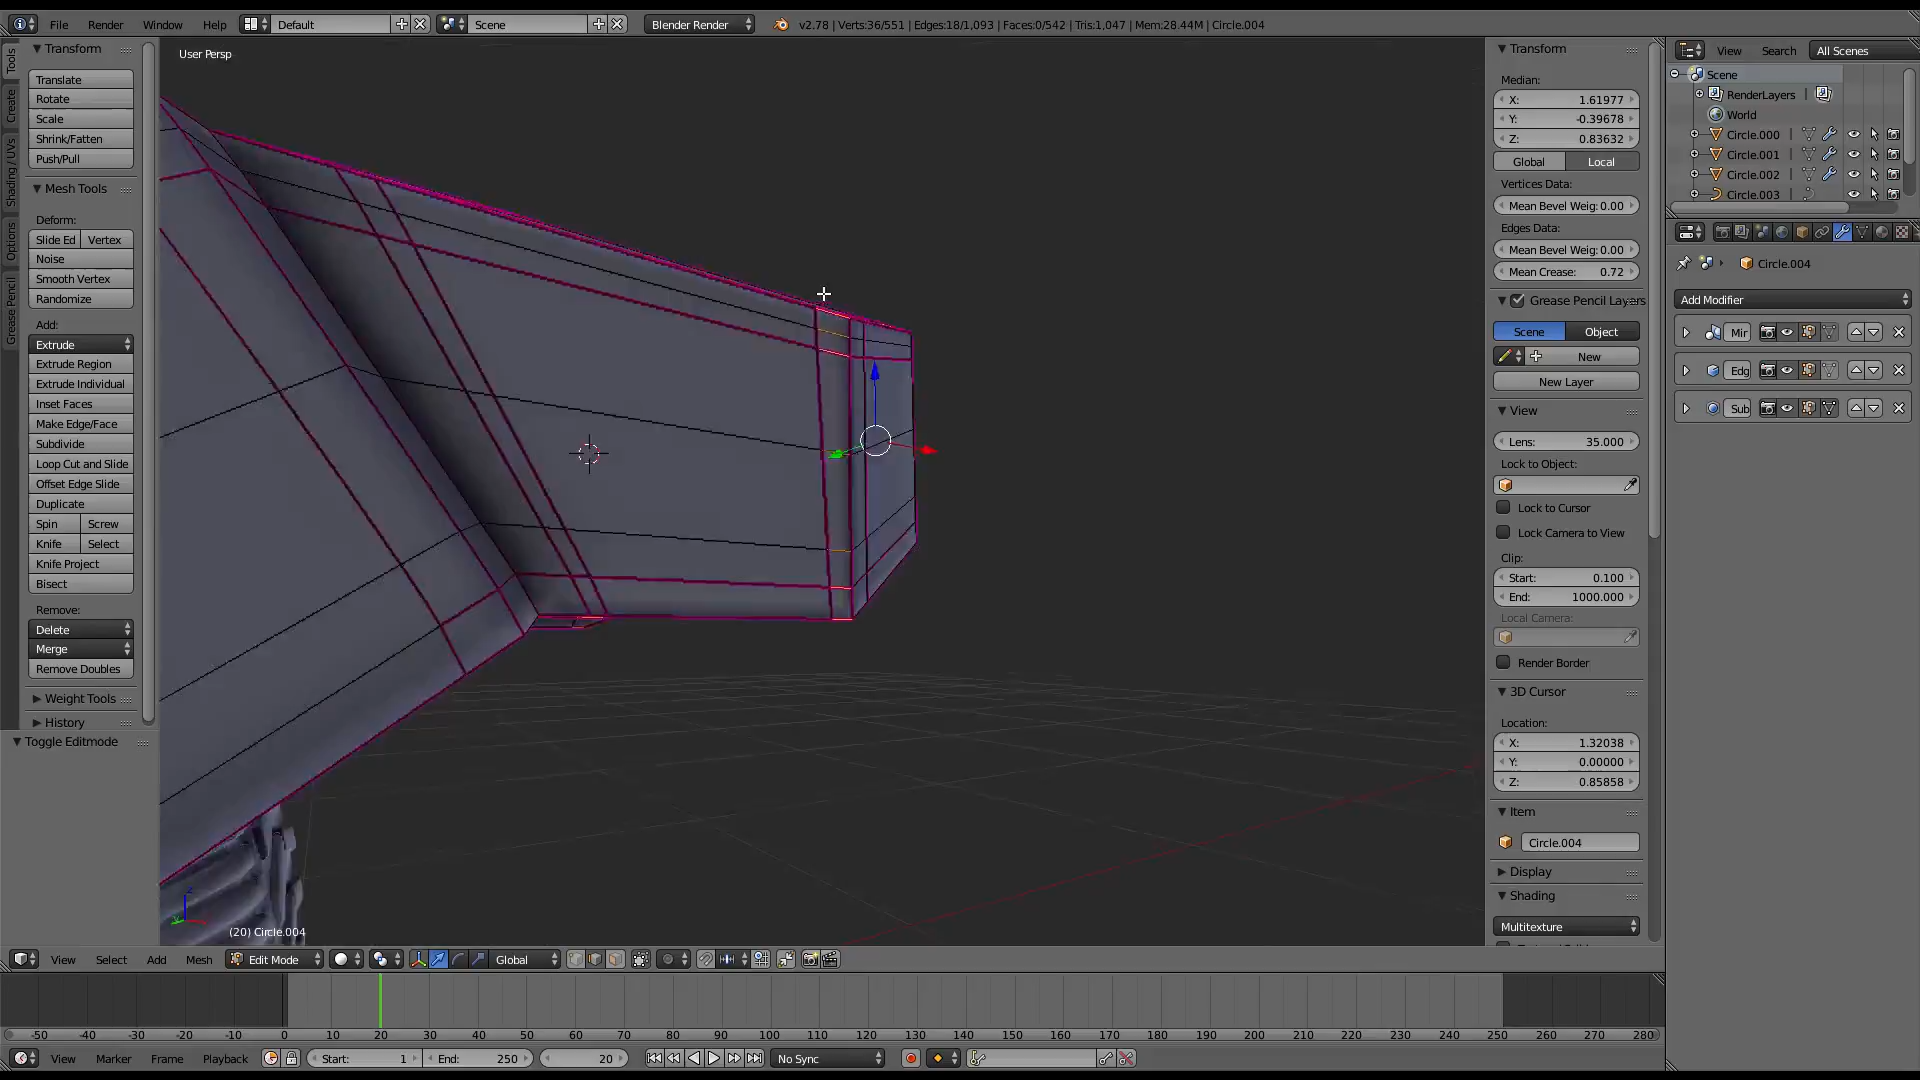 File Render Window Help Default Scene Blender Render v2.78 | Verts:36/551 | Edges:18/1,093 | Faces:0/542 | Tris:1,047 | Mem:28.44M | Circle.004
Tools
Create
Shading / UVs
Options
Grease Pencil
Transform
Translate
Rotate
Scale
Shrink/Fatten
Push/Pull
Mesh Tools
Deform:
Slide Ed Vertex
Noise
Smooth Vertex
Randomize
Add:
Extrude
Extrude Region
Extrude Individual
Inset Faces
Make Edge/Face
Subdivide
Loop Cut and Slide
Offset Edge Slide
Duplicate
Spin Screw
Knife Select
Knife Project
Bisect
Remove:
Delete
Merge
Remove Doubles
Weight Tools
History
Toggle Editmode
User Persp
(20) Circle.004
Transform
Median:
X: 1.61977
Y: -0.39678
Z: 0.83632
Global Local
Vertices Data:
Mean Bevel Weig: 0.00
Edges Data:
Mean Bevel Weig: 0.00
Mean Crease: 0.72
Grease Pencil Layers
Scene Object
New
New Layer
View
Lens: 35.000
Lock to Object:
Lock to Cursor
Lock Camera to View
Clip:
Start: 0.100
End: 1000.000
Local Camera:
Render Border
3D Cursor
Location:
X: 1.32038
Y: 0.00000
Z: 0.85858
Item
Circle.004
Display
Shading
Multitexture
View Search All Scenes
Scene
RenderLayers
World
Circle.000
Circle.001
Circle.002
Circle.003
Circle.004
Add Modifier
Mir
Edg
Sub
View Select Add Mesh Edit Mode Global
-50 -40 -30 -20 -10 0 10 20 30 40 50 60 70 80 90 100 110 120 130 140 150 160 170 180 190 200 210 220 230 240 250 260 270 280
View Marker Frame Playback Start: 1 End: 250 20 No Sync